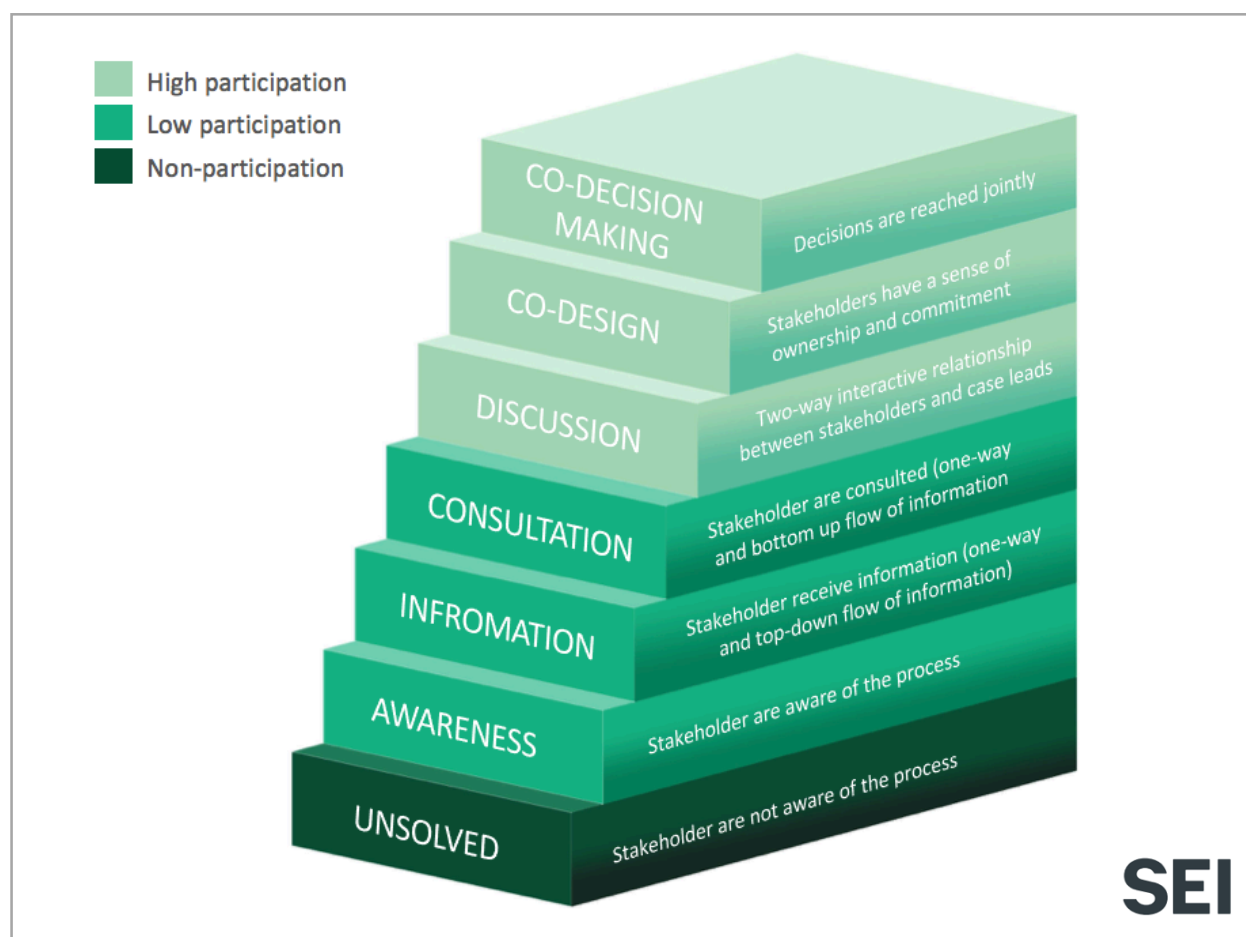 High participation
Low participation
Non-participation
CO-DECISION
MAKING
Decisions are reached jointly
CO-DESIGN
Stakeholders have a sense of
ownership and commitment
DISCUSSION
Two-way interactive relationship
between stakeholders and case leads
CONSULTATION
Stakeholder are consulted (one-way
and bottom up flow of information
INFROMATION
Stakeholder receive information (one-way
and top-down flow of information)
AWARENESS
Stakeholder are aware of the process
UNSOLVED
Stakeholder are not aware of the process
SEI